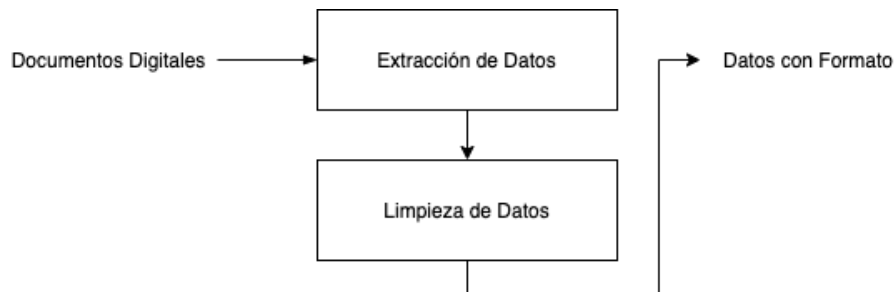 Documentos Digitales
Extracción de Datos
Datos con Formato
Limpieza de Datos